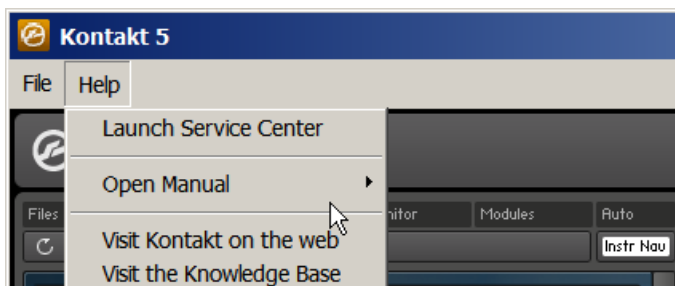 Kontakt 5
File Help
Launch Service Center
Open Manual
Files nitor Modules Auto
Visit Kontakt on the web
Instr Nav
Visit the Knowledge Base